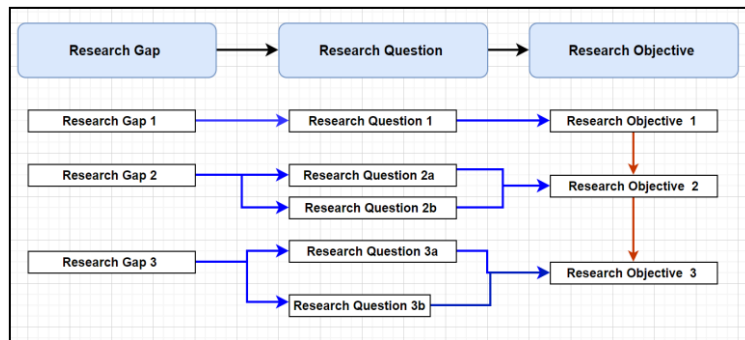 Research Gap
Research Question
Research Objective
Research Gap 1
Research Question 1
Research Objective 1
Research Gap 2
Research Question 2a
Research Objective 2
Research Question 2b
Research Gap 3
Research Question 3a
Research Objective 3
Research Question 3b